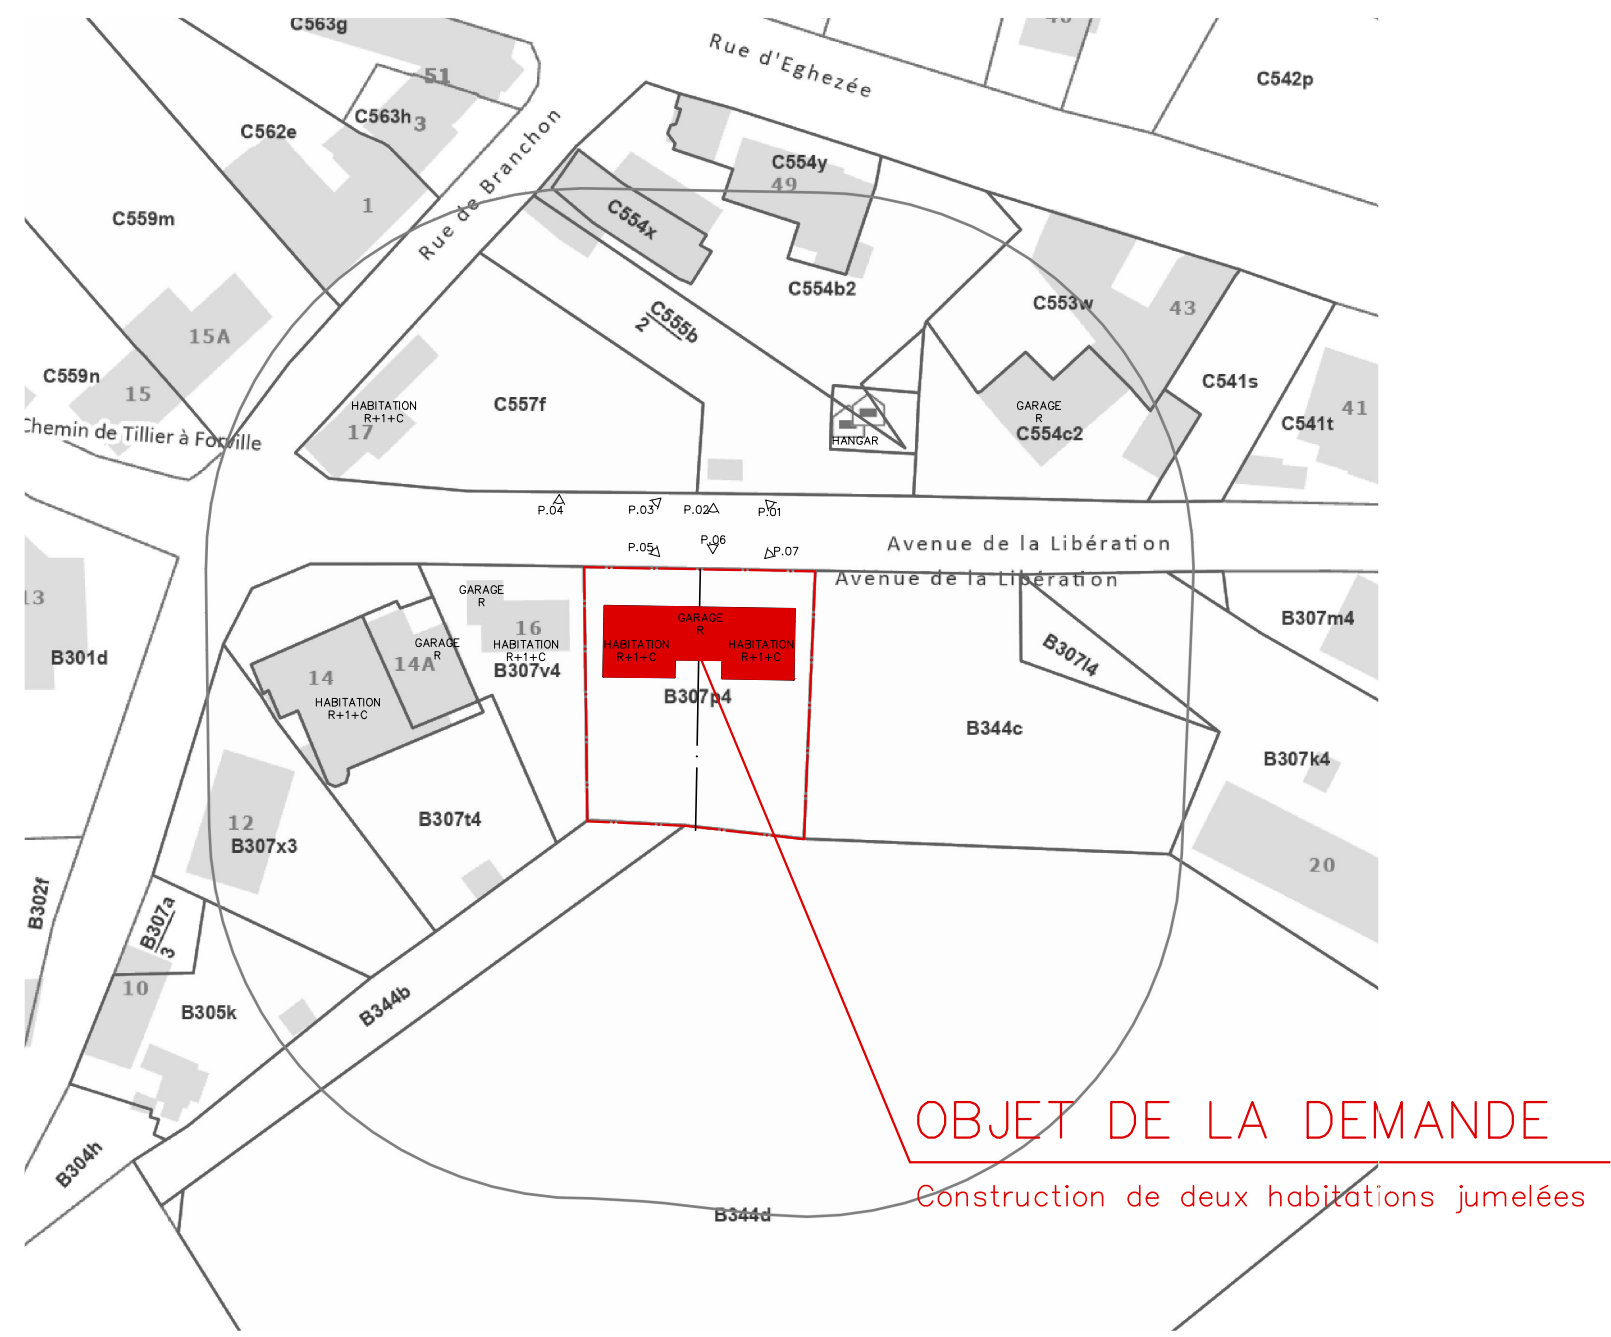 C563g
46
Rue d'Eghezée
C542p
51
C563h
3
C562e
Rue de Branchon
C554y
49
1
C559m
C554x
C554b2
C553w
43
C555b
2
15A
C559n
15
C557f
C541s
HABITATION
R+1+C
17
GARAGE
R
C554c2
41
C541t
HANGAR
Chemin de Tillier à Forville
P.04
P.03
P.02
P.01
P.05
P.06
P.07
Avenue de la Libération
Avenue de la Libération
13
GARAGE
R
16
HABITATION
R+1+C
B307v4
GARAGE
R
HABITATION
R+1+C
HABITATION
R+1+C
B307p4
B307m4
B301d
GARAGE
R
14A
14
HABITATION
R+1+C
B307l4
B344c
B307k4
12
B307x3
B307t4
20
B302f
B307a
3
10
B305k
B344b
B304h
OBJET DE LA DEMANDE
Construction de deux habitations jumelées
B344d